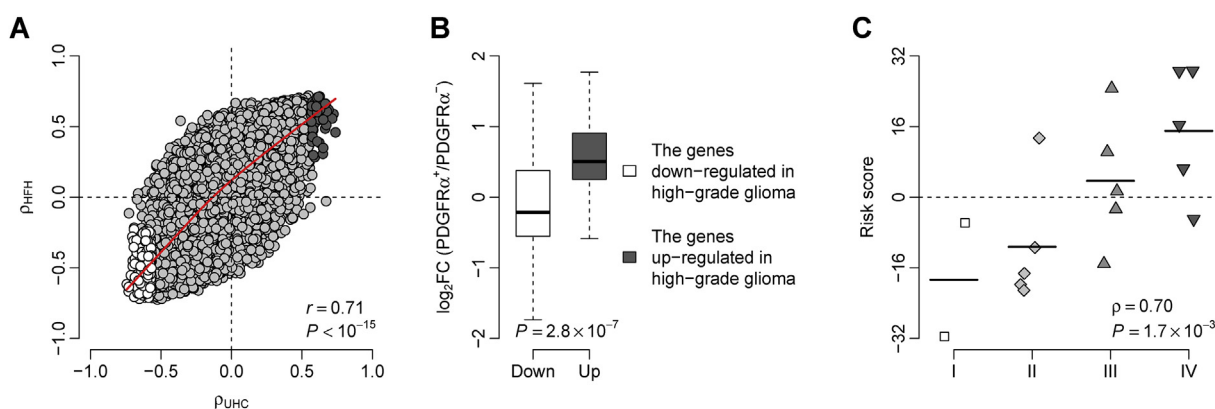 A
1.0
0.5
0.0
−0.5
−1.0
ρHFH
r = 0.71
P < 10−15
−1.0
−0.5
0.0
0.5
1.0
ρUHC
B
2
1
0
−1
−2
log2FC (PDGFRα+/PDGFRα−)
P = 2.8 × 10−7
Down
Up
The genes
down−regulated in
high−grade glioma
The genes
up−regulated in
high−grade glioma
C
32
16
0
−16
−32
Risk score
ρ = 0.70
P = 1.7 × 10−3
I
II
III
IV